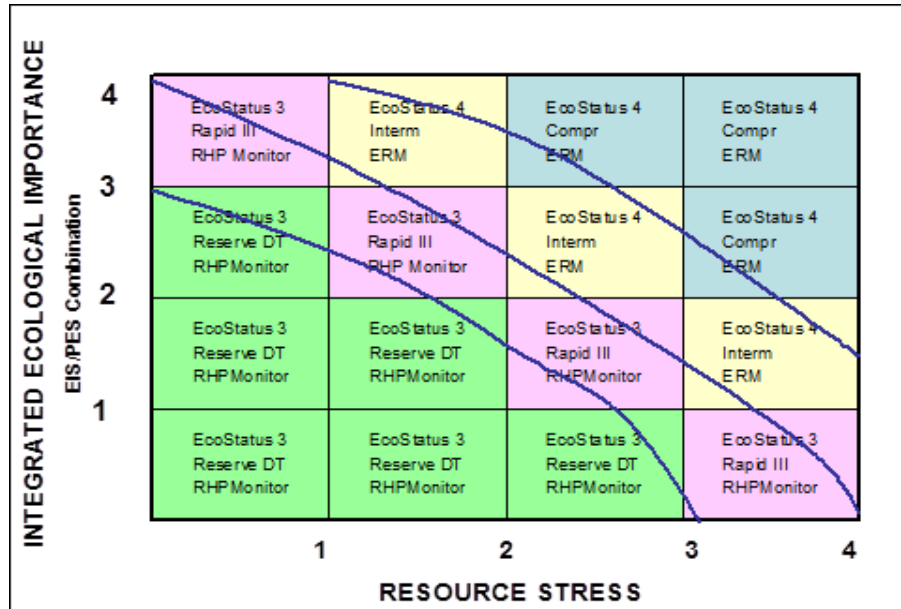 INTEGRATED ECOLOGICAL IMPORTANCE
EIS/PES Combination
4
EcoStatus 3
Rapid III
RHP Monitor
EcoStatus 4
Interm
ERM
EcoStatus 4
Compr
ERM
EcoStatus 4
Compr
ERM
3
EcoStatus 3
Reserve DT
RHPMonitor
EcoStatus 3
Rapid III
RHP Monitor
EcoStatus 4
Interm
ERM
EcoStatus 4
Compr
ERM
2
EcoStatus 3
Reserve DT
RHPMonitor
EcoStatus 3
Reserve DT
RHPMonitor
EcoStatus 3
Rapid III
RHPMonitor
EcoStatus 4
Interm
ERM
1
EcoStatus 3
Reserve DT
RHPMonitor
EcoStatus 3
Reserve DT
RHPMonitor
EcoStatus 3
Reserve DT
RHPMonitor
EcoStatus 3
Rapid III
RHPMonitor
1 2 3 4
RESOURCE STRESS